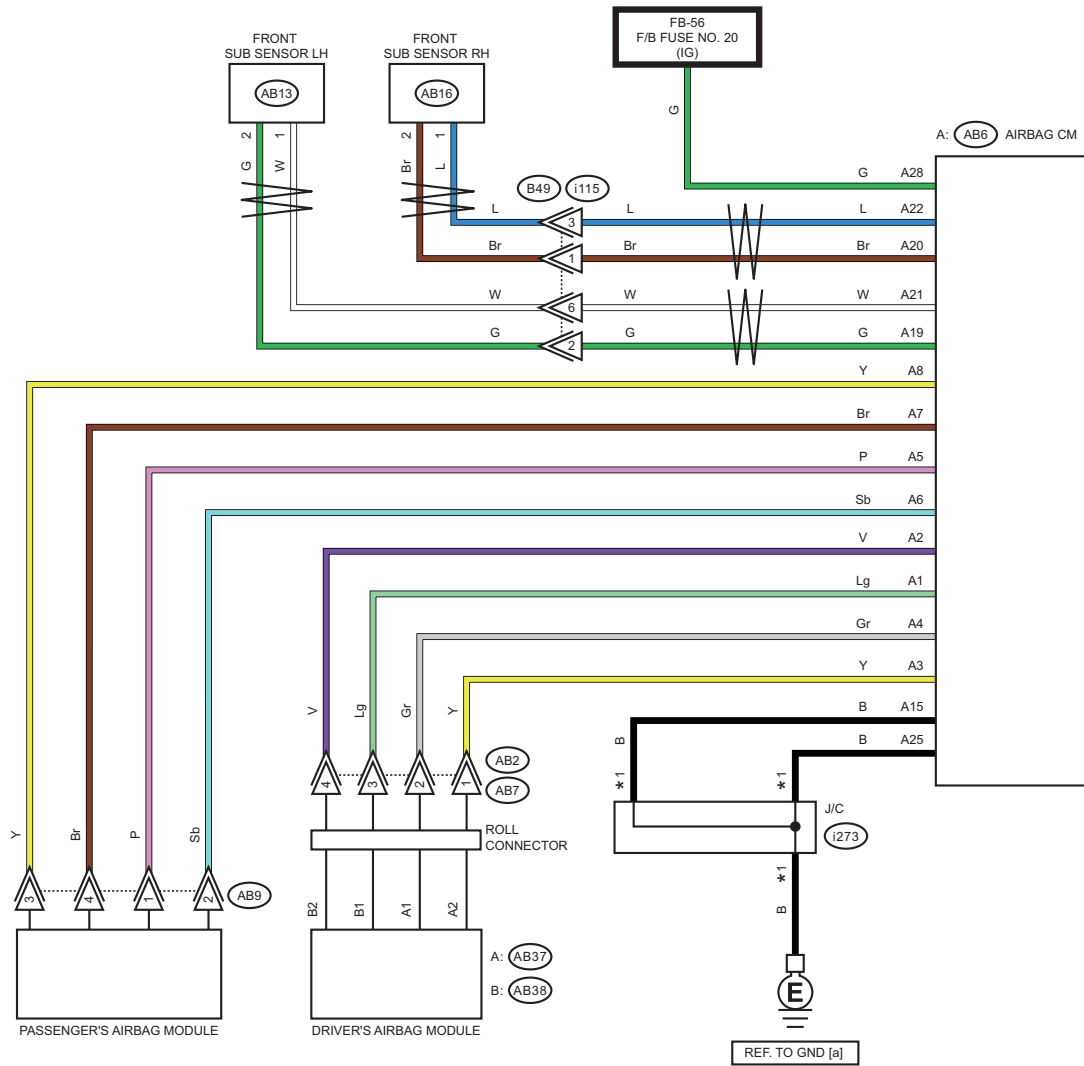 FB-56
F/B FUSE NO. 20
(IG)
FRONT
SUB SENSOR LH
FRONT
SUB SENSOR RH
AB13
AB16
A: AB6 AIRBAG CM
2 1
G W
2 1
Br L
G
B49 i115
G A28
L 3 L L A22
Br 1 Br Br A20
W 6 W W A21
G 2 G G A19
Y A8
Br A7
P A5
Sb A6
V A2
Lg A1
Gr A4
Y A3
B A15
B A25
V Lg Gr Y
AB2
AB7
4 3 2 1
B
*1 *1
J/C
i273
ROLL
CONNECTOR
Y Br P Sb
3 4 1 2
AB9
B2 B1 A1 A2
*1
B
A: AB37
B: AB38
E
PASSENGER'S AIRBAG MODULE
DRIVER'S AIRBAG MODULE
REF. TO GND [a]